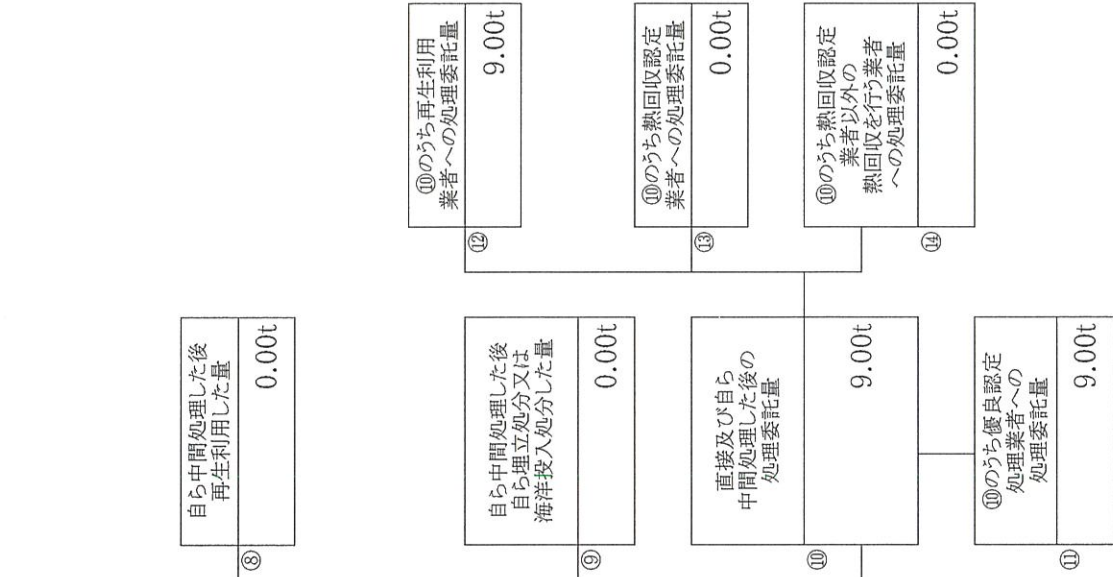 ⑧
自ら中間処理した後
再生利用した量
0.00t
⑨
自ら中間処理した後
自ら埋立処分又は
海洋投入処分した量
0.00t
⑩
直接及び自ら
中間処理した後の
処理委託量
9.00t
⑪
⑩のうち優良認定
処理業者への
処理委託量
9.00t
⑫
⑩のうち再生利用
業者への処理委託量
9.00t
⑬
⑩のうち熱回収認定
業者への処理委託量
0.00t
⑭
⑩のうち熱回収認定
業者以外の
熱回収を行う業者
への処理委託量
0.00t